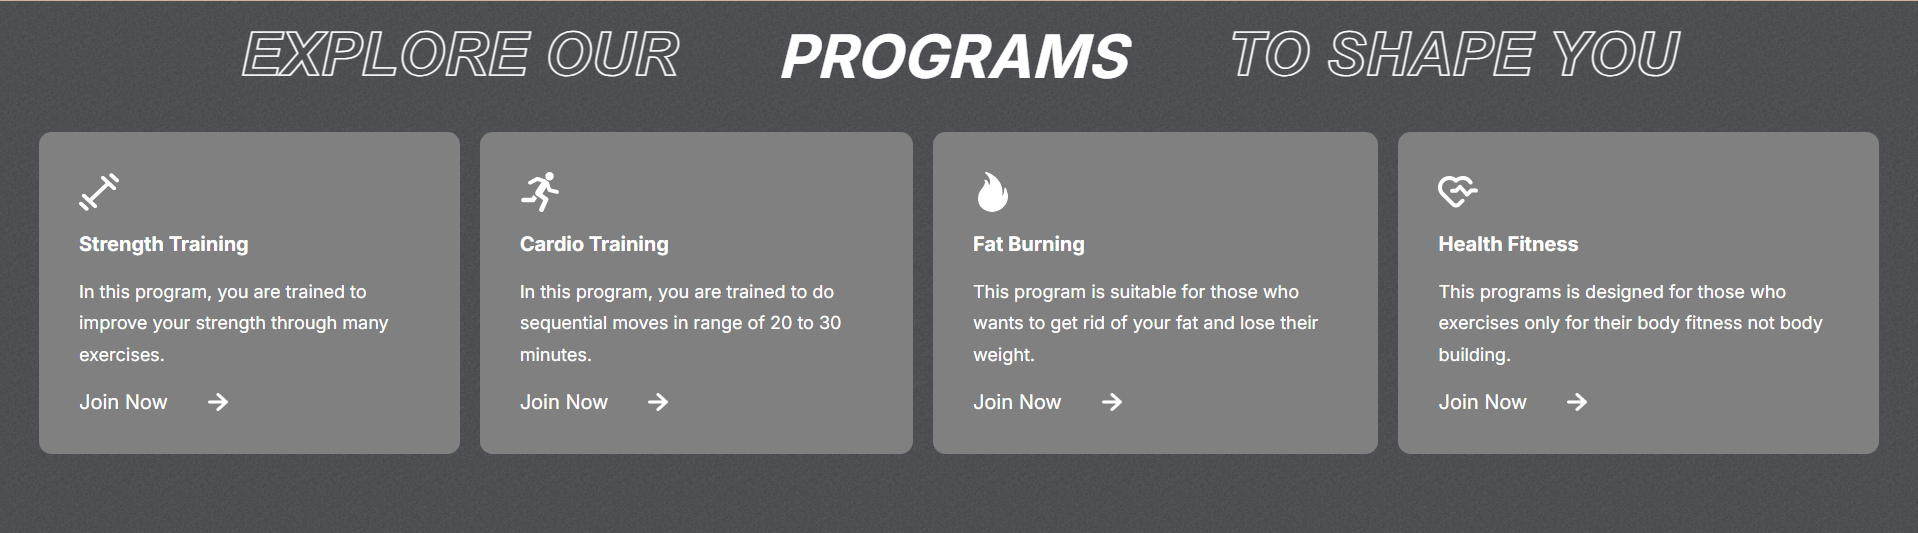 EXPLORE OUR PROGRAMS TO SHAPE YOU
Strength Training
In this program, you are trained to
improve your strength through many
exercises.
Join Now
Cardio Training
In this program, you are trained to do
sequential moves in range of 20 to 30
minutes.
Join Now
Fat Burning
This program is suitable for those who
wants to get rid of your fat and lose their
weight.
Join Now
Health Fitness
This programs is designed for those who
exercises only for their body fitness not body
building.
Join Now